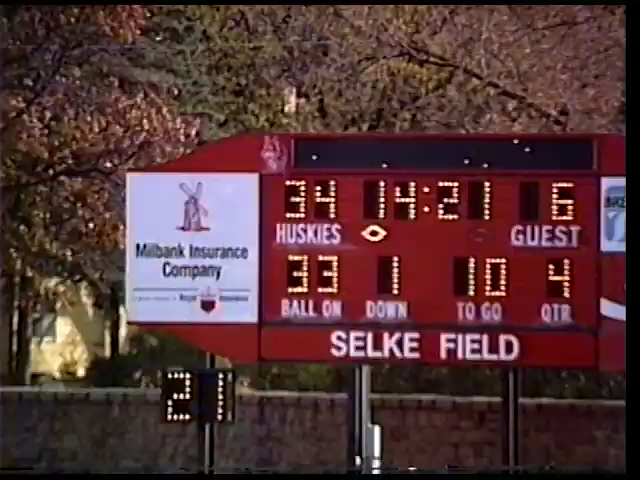 34 14:21 6
HUSKIES GUEST
33 1 10 4
BALL ON DOWN TO GO QTR
SELKE FIELD
Milbank Insurance
Company
21